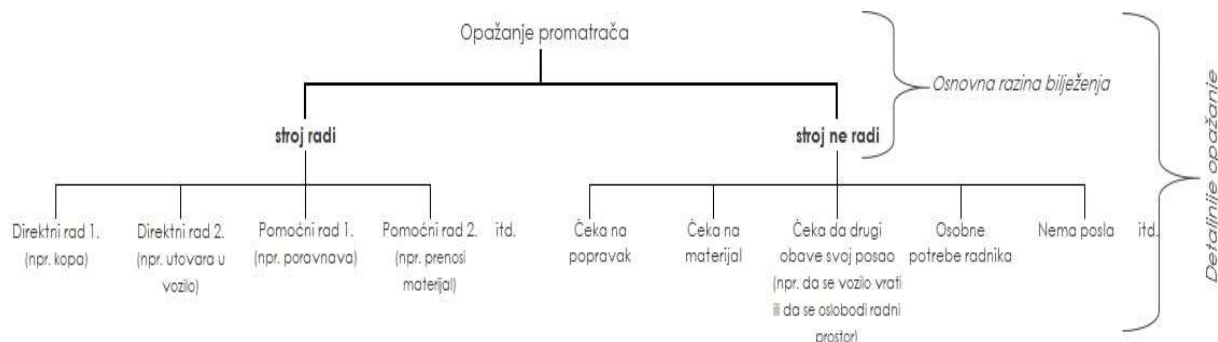 Opažanje promatrača
Osnovna razina bilježenja
stroj radi
stroj ne radi
Direktni rad 1.
(npr. kopa)
Direktni rad 2.
(npr. utovara u
vozilo)
Pomoćni rad 1.
(npr. poravnava)
Pomoćni rad 2.
(npr. prenosi
materijal)
itd.
Čeka na
popravak
Čeka na
materijal
Čeka da drugi
obave svoj posao
(npr. da se vozilo vrati
ili da se oslobodi radni
prostor)
Osobne
potrebe radnika
Nema posla
itd.
Detaljnije opažanje